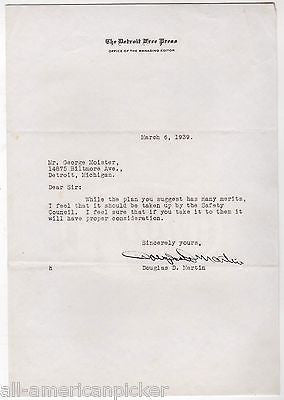 The Detroit Free Press
OFFICE OF THE MANAGING EDITOR
March 6, 1939.
Mr. George Moister,
14875 Biltmore Ave.,
Detroit, Michigan.
Dear Sir:
While the plan you suggest has many merits,
I feel that it should be taken up by the Safety
Council. I feel sure that if you take it to them it
will have proper consideration.
Sincerely yours,
Douglas D. Martin
Douglas D. Martin
h
all-americanpicker